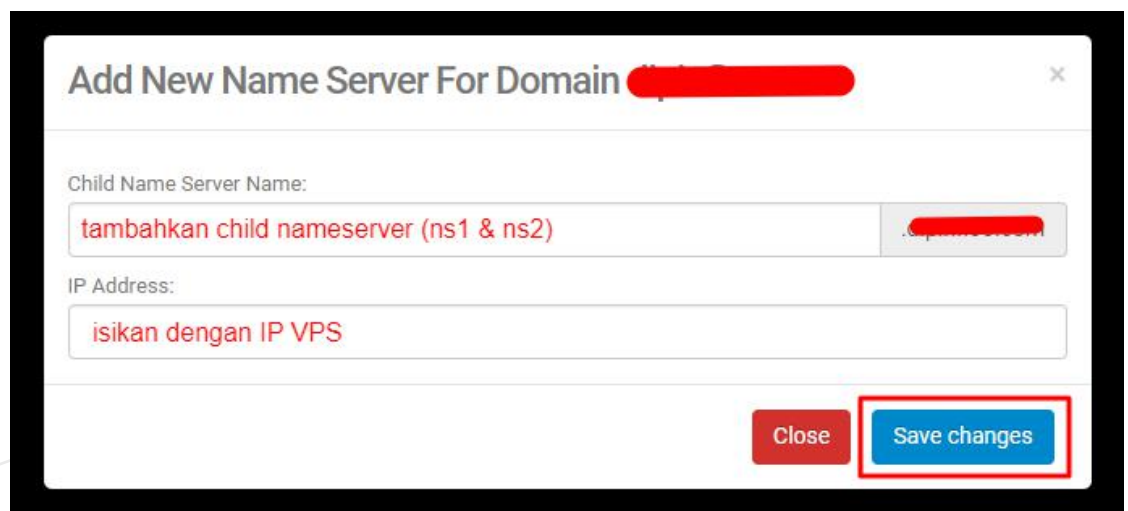 Add New Name Server For Domain
×
Child Name Server Name:
tambahkan child nameserver (ns1 & ns2)
IP Address:
isikan dengan IP VPS
Close
Save changes